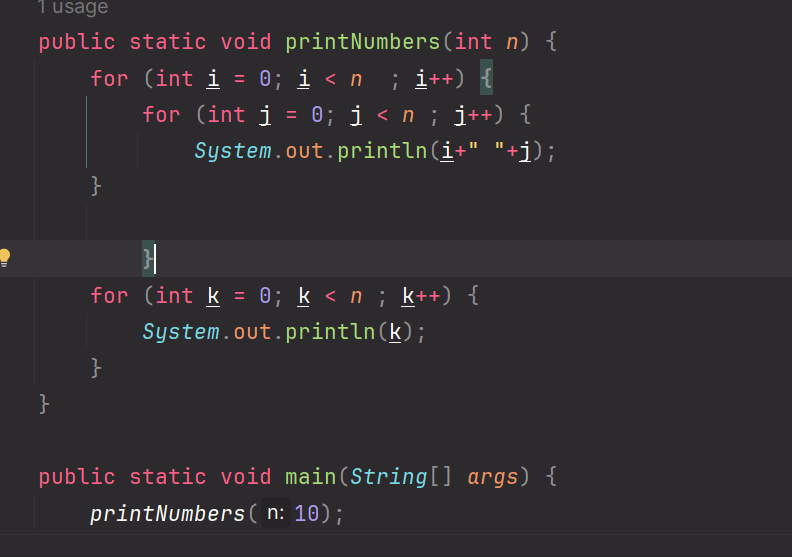 1 usage
public static void printNumbers(int n) {
    for (int i = 0; i < n  ; i++) {
        for (int j = 0; j < n ; j++) {
            System.out.println(i+" "+j);
    }
        }
    for (int k = 0; k < n ; k++) {
        System.out.println(k);
    }
}
public static void main(String[] args) {
    printNumbers( n: 10);